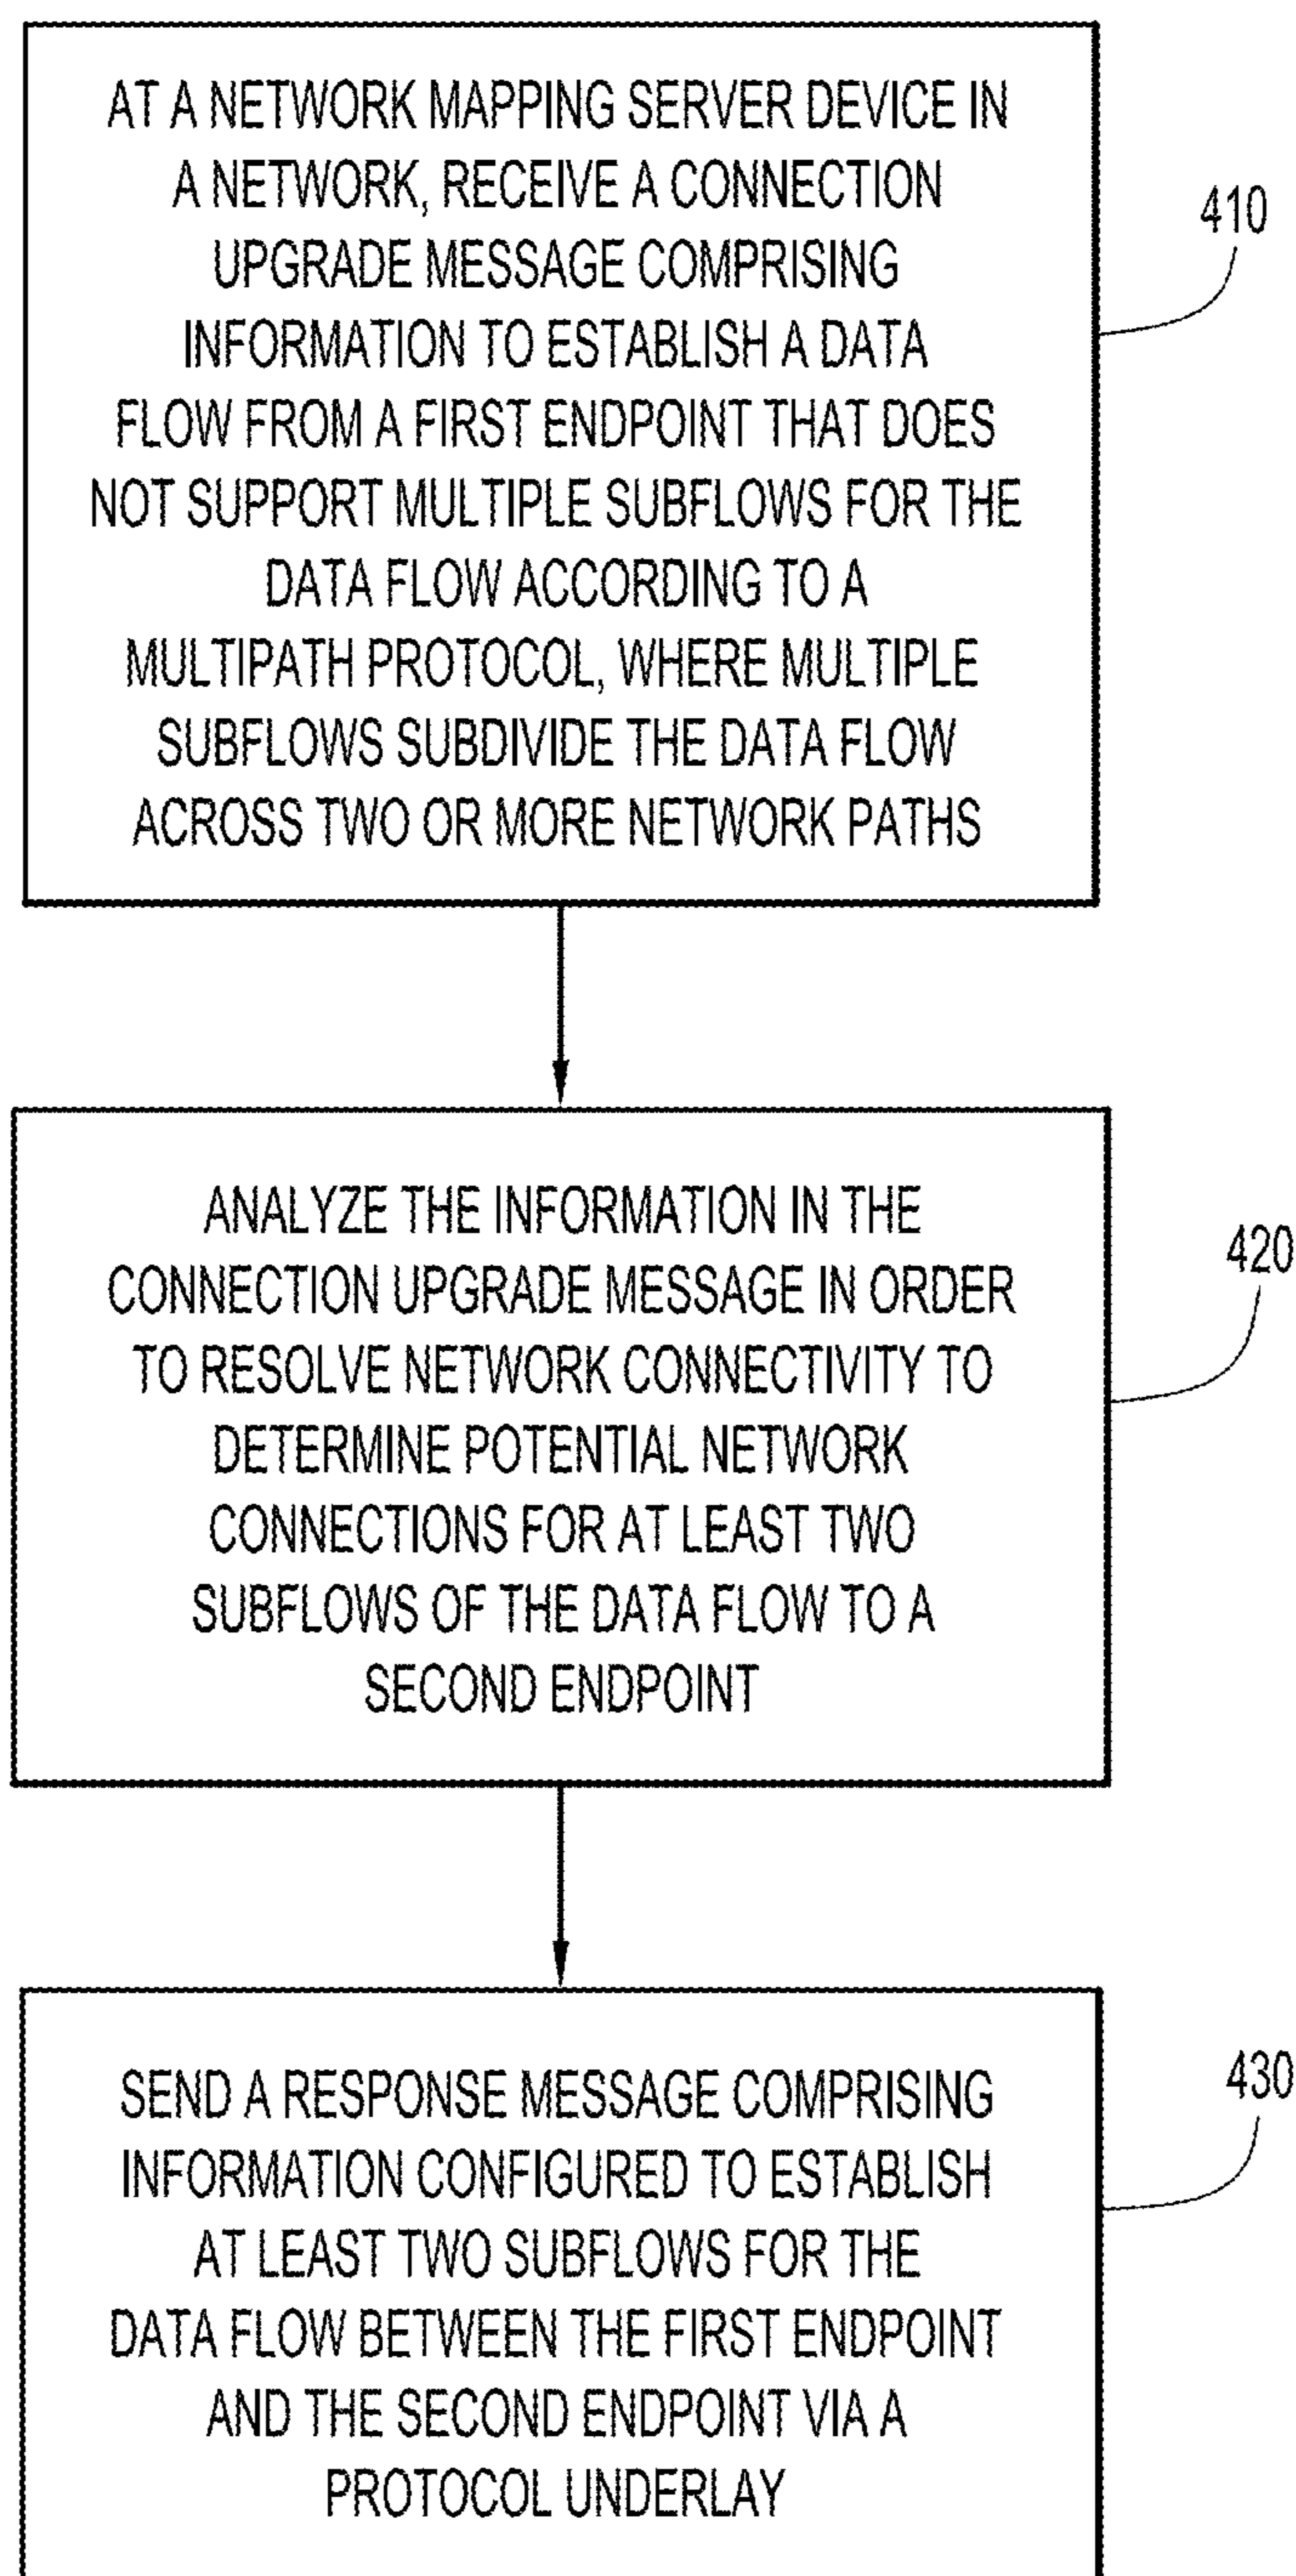 AT A NETWORK MAPPING SERVER DEVICE IN
A NETWORK, RECEIVE A CONNECTION
UPGRADE MESSAGE COMPRISING
INFORMATION TO ESTABLISH A DATA
FLOW FROM A FIRST ENDPOINT THAT DOES
NOT SUPPORT MULTIPLE SUBFLOWS FOR THE
DATA FLOW ACCORDING TO A
MULTIPATH PROTOCOL, WHERE MULTIPLE
SUBFLOWS SUBDIVIDE THE DATA FLOW
ACROSS TWO OR MORE NETWORK PATHS
410
ANALYZE THE INFORMATION IN THE
CONNECTION UPGRADE MESSAGE IN ORDER
TO RESOLVE NETWORK CONNECTIVITY TO
DETERMINE POTENTIAL NETWORK
CONNECTIONS FOR AT LEAST TWO
SUBFLOWS OF THE DATA FLOW TO A
SECOND ENDPOINT
420
SEND A RESPONSE MESSAGE COMPRISING
INFORMATION CONFIGURED TO ESTABLISH
AT LEAST TWO SUBFLOWS FOR THE
DATA FLOW BETWEEN THE FIRST ENDPOINT
AND THE SECOND ENDPOINT VIA A
PROTOCOL UNDERLAY
430